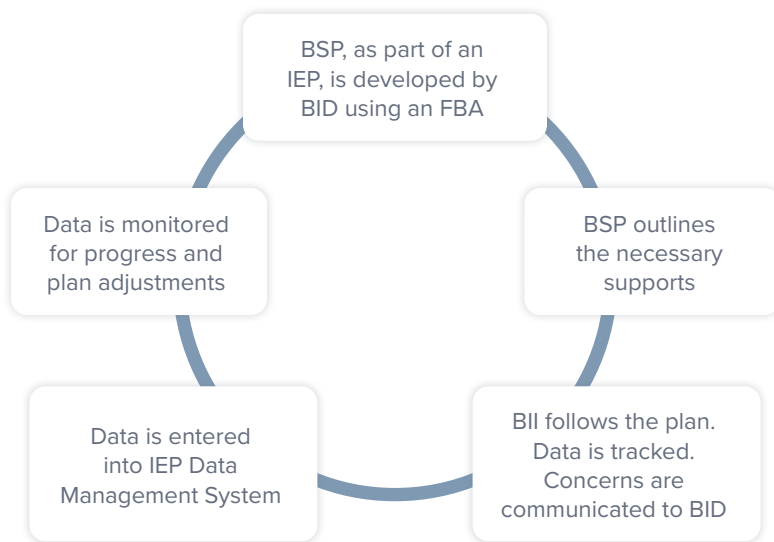 BSP, as part of an
IEP, is developed by
BID using an FBA
BSP outlines
the necessary
supports
BII follows the plan.
Data is tracked.
Concerns are
communicated to BID
Data is entered
into IEP Data
Management System
Data is monitored
for progress and
plan adjustments